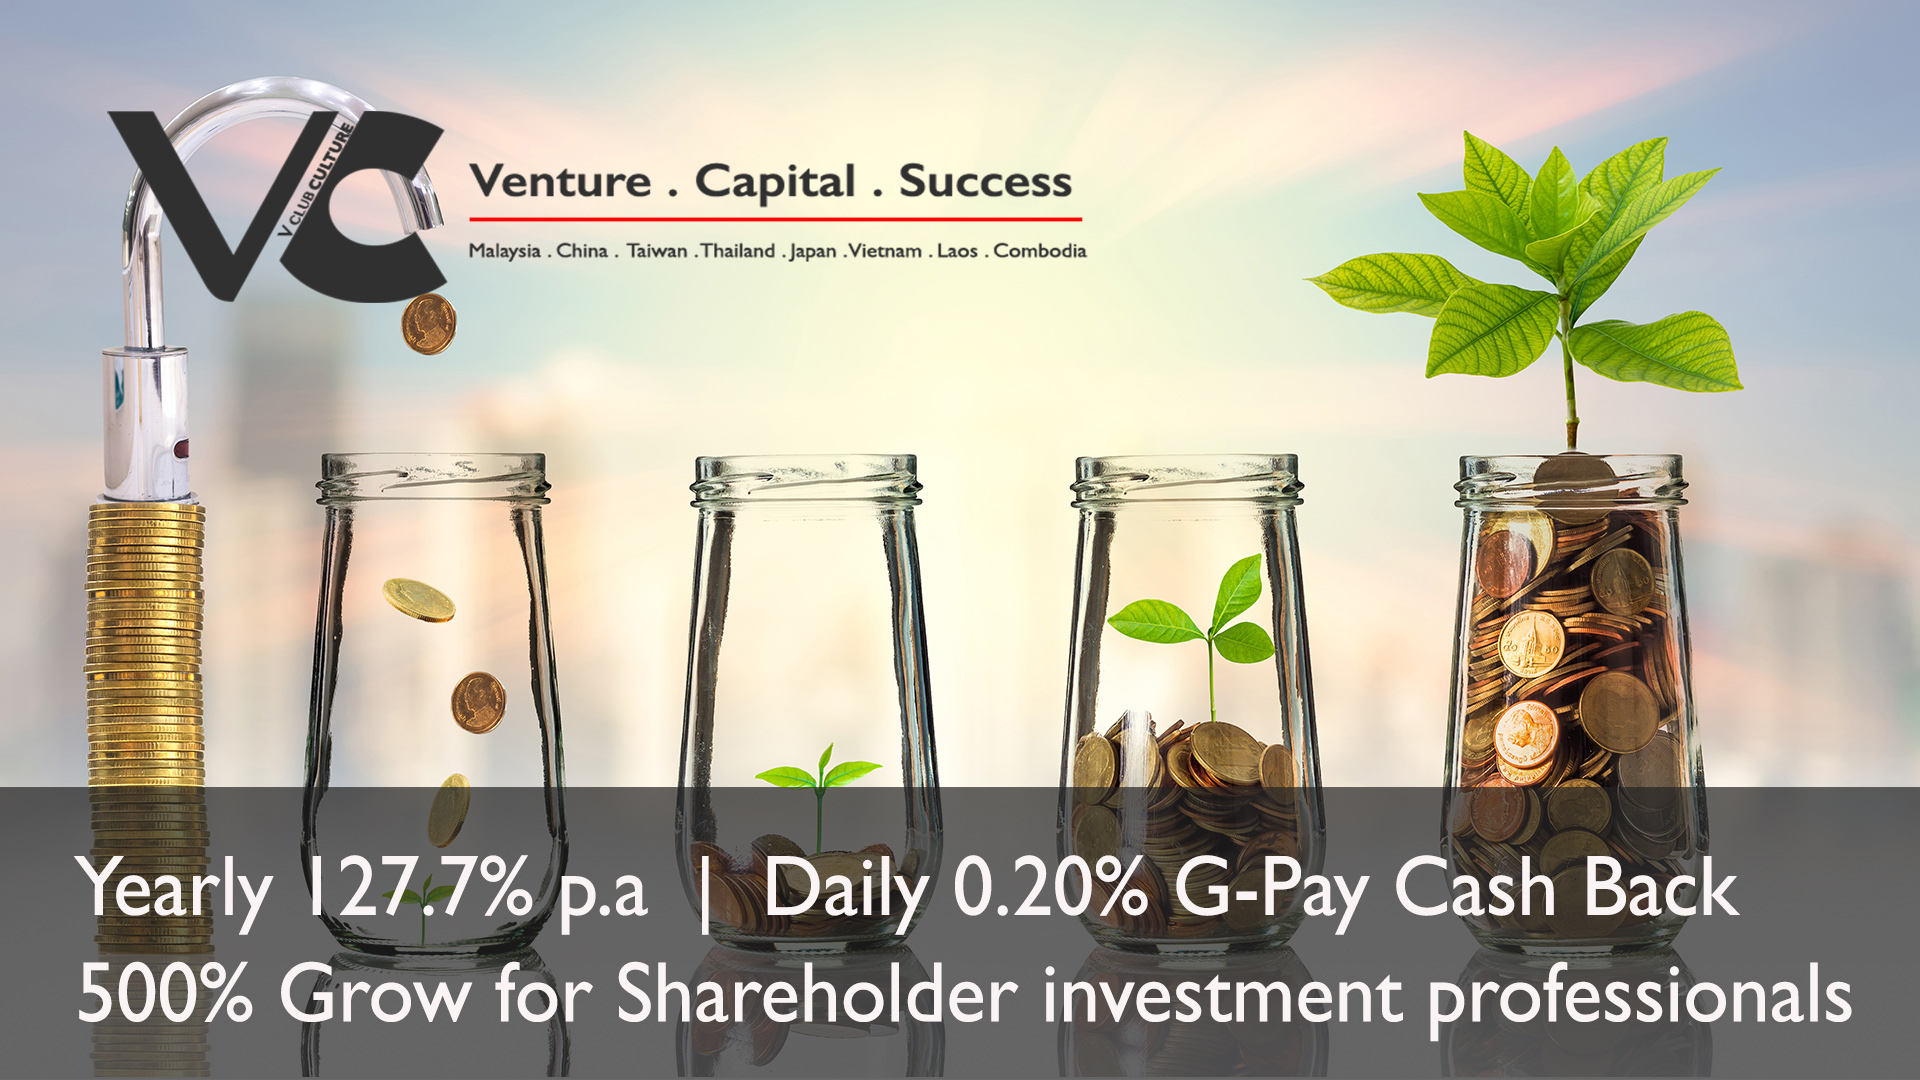 VC
V CLUB CULTURE
Venture . Capital . Success
Malaysia . China . Taiwan . Thailand . Japan . Vietnam . Laos . Combodia
Yearly 127.7% p.a | Daily 0.20% G-Pay Cash Back
500% Grow for Shareholder investment professionals